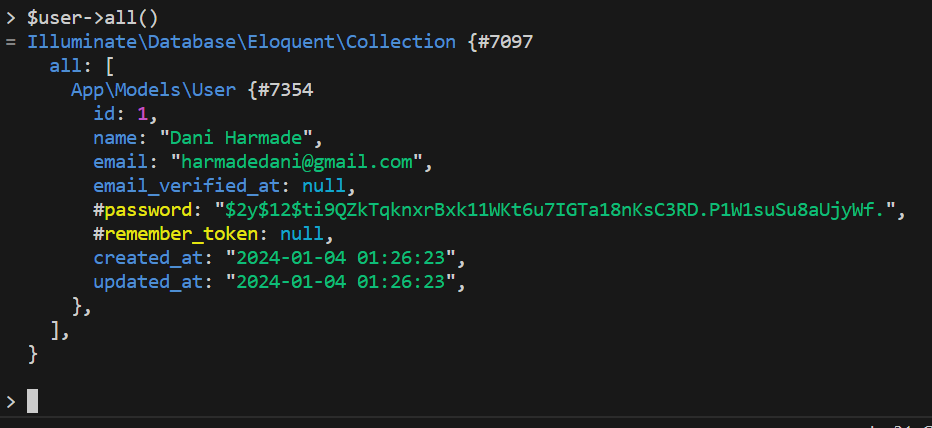 > $user->all()
= Illuminate\Database\Eloquent\Collection {#7097
all: [
App\Models\User {#7354
id: 1,
name: "Dani Harmade",
email: "harmadedani@gmail.com",
email_verified_at: null,
#password: "$2y$12$ti9QZkTqknxrBxk11WKt6u7IGTa18nKsC3RD.P1W1suSu8aUjyWf.",
#remember_token: null,
created_at: "2024-01-04 01:26:23",
updated_at: "2024-01-04 01:26:23",
},
],
}
>